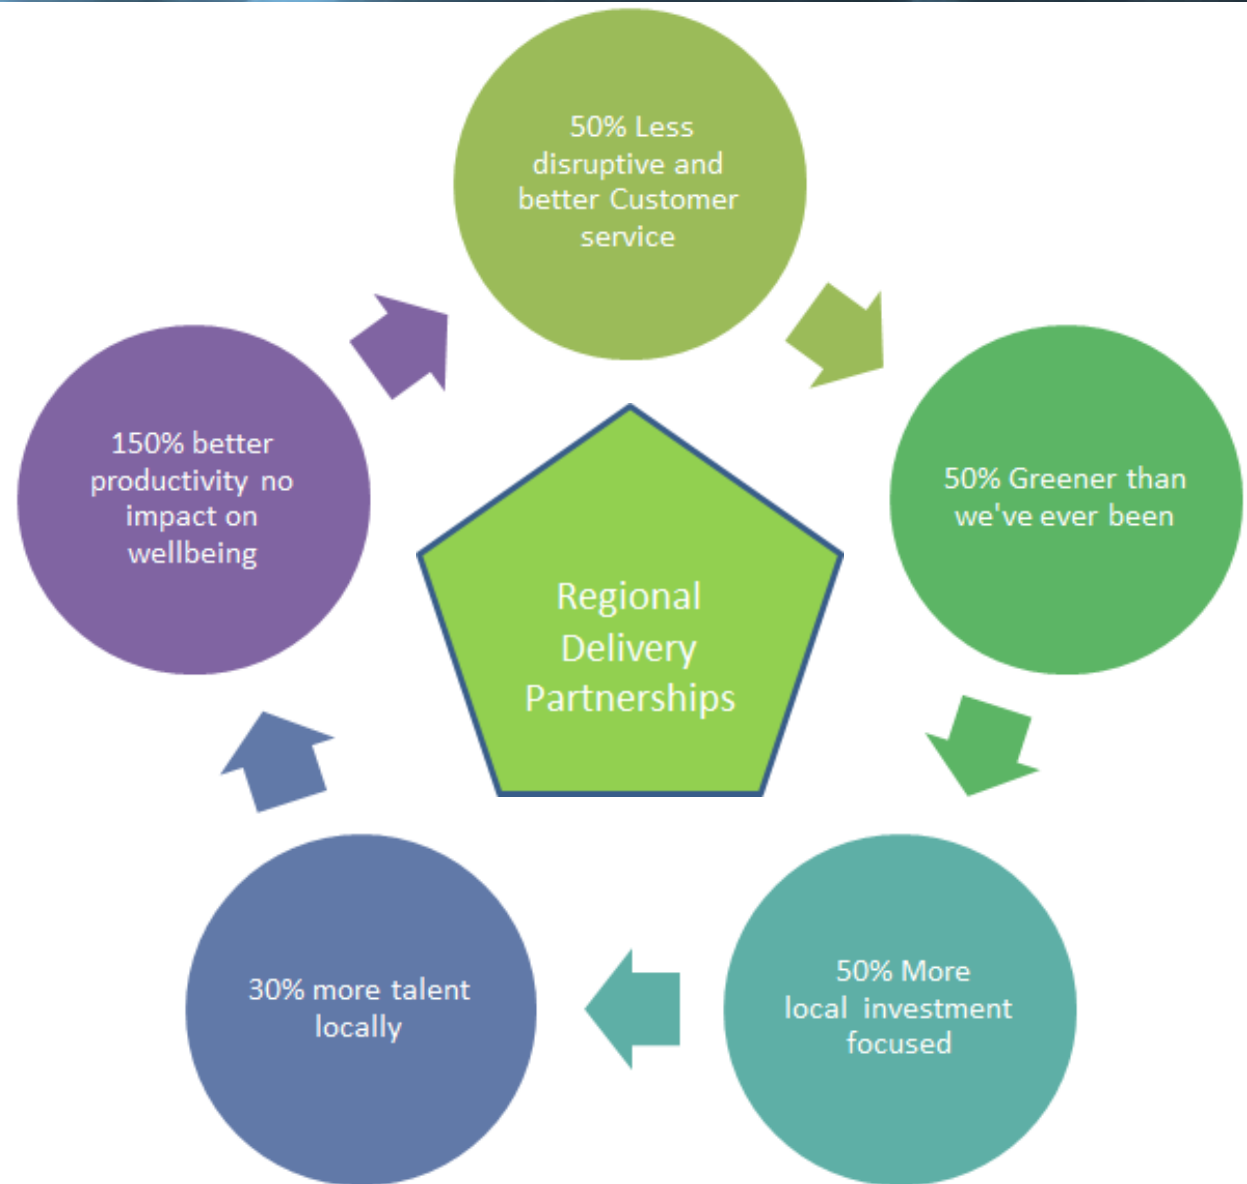 50% Less
disruptive and
better Customer
service
50% Greener than
we've ever been
50% More
local investment
focused
30% more talent
locally
150% better
productivity no
impact on
wellbeing
Regional
Delivery
Partnerships